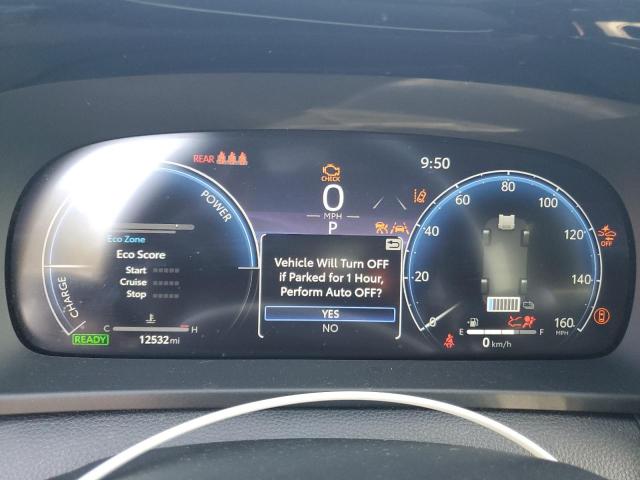 REAR
CHECK
0
MPH
P
9:50
POWER
Eco Zone
Eco Score
Start
Cruise
Stop
CHARGE
C H
READY
12532 mi
Vehicle Will Turn OFF
if Parked for 1 Hour,
Perform Auto OFF?
YES
NO
0
20
40
60
80
100
120
140
160
MPH
OFF
E F
0 km/h